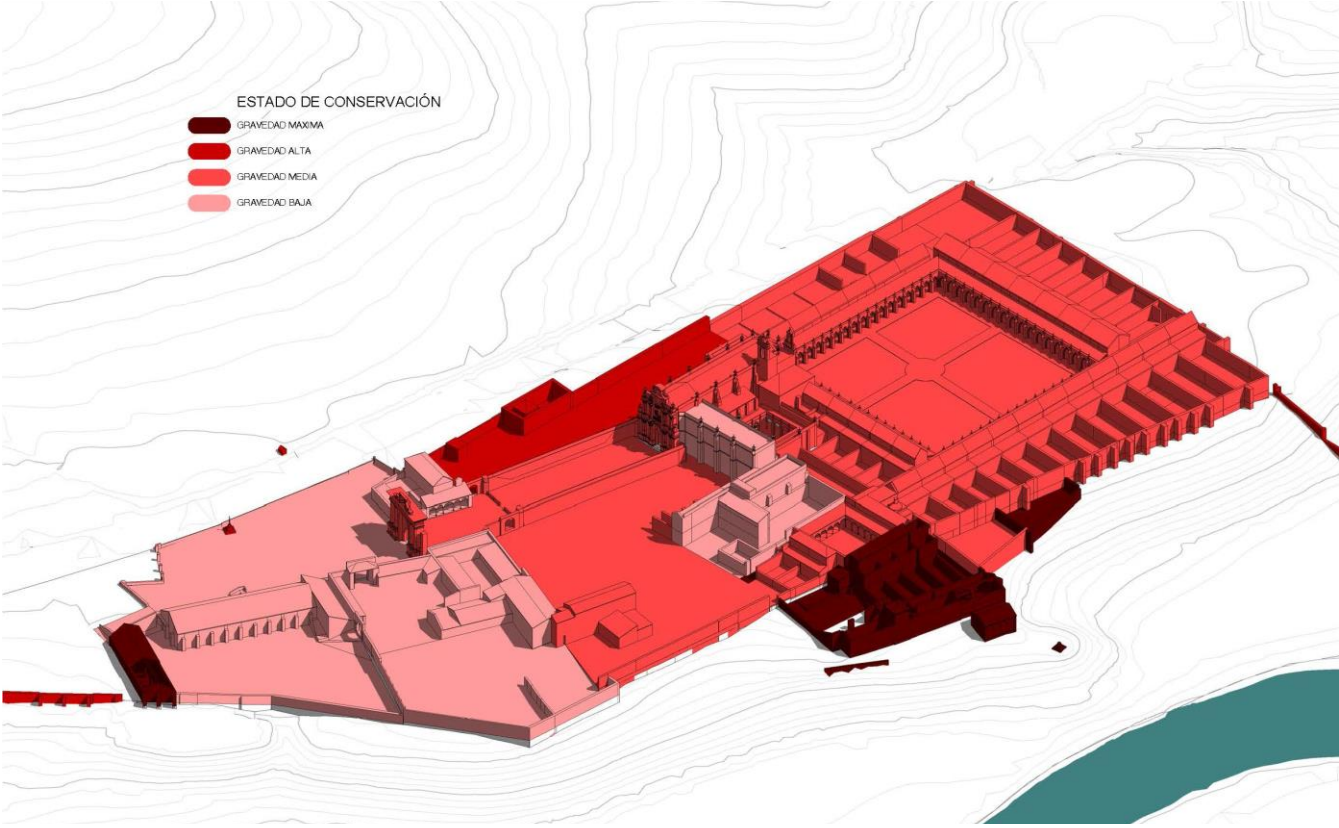 ESTADO DE CONSERVACIÓN
GRAVEDAD MAXIMA
GRAVEDAD ALTA
GRAVEDAD MEDIA
GRAVEDAD BAJA